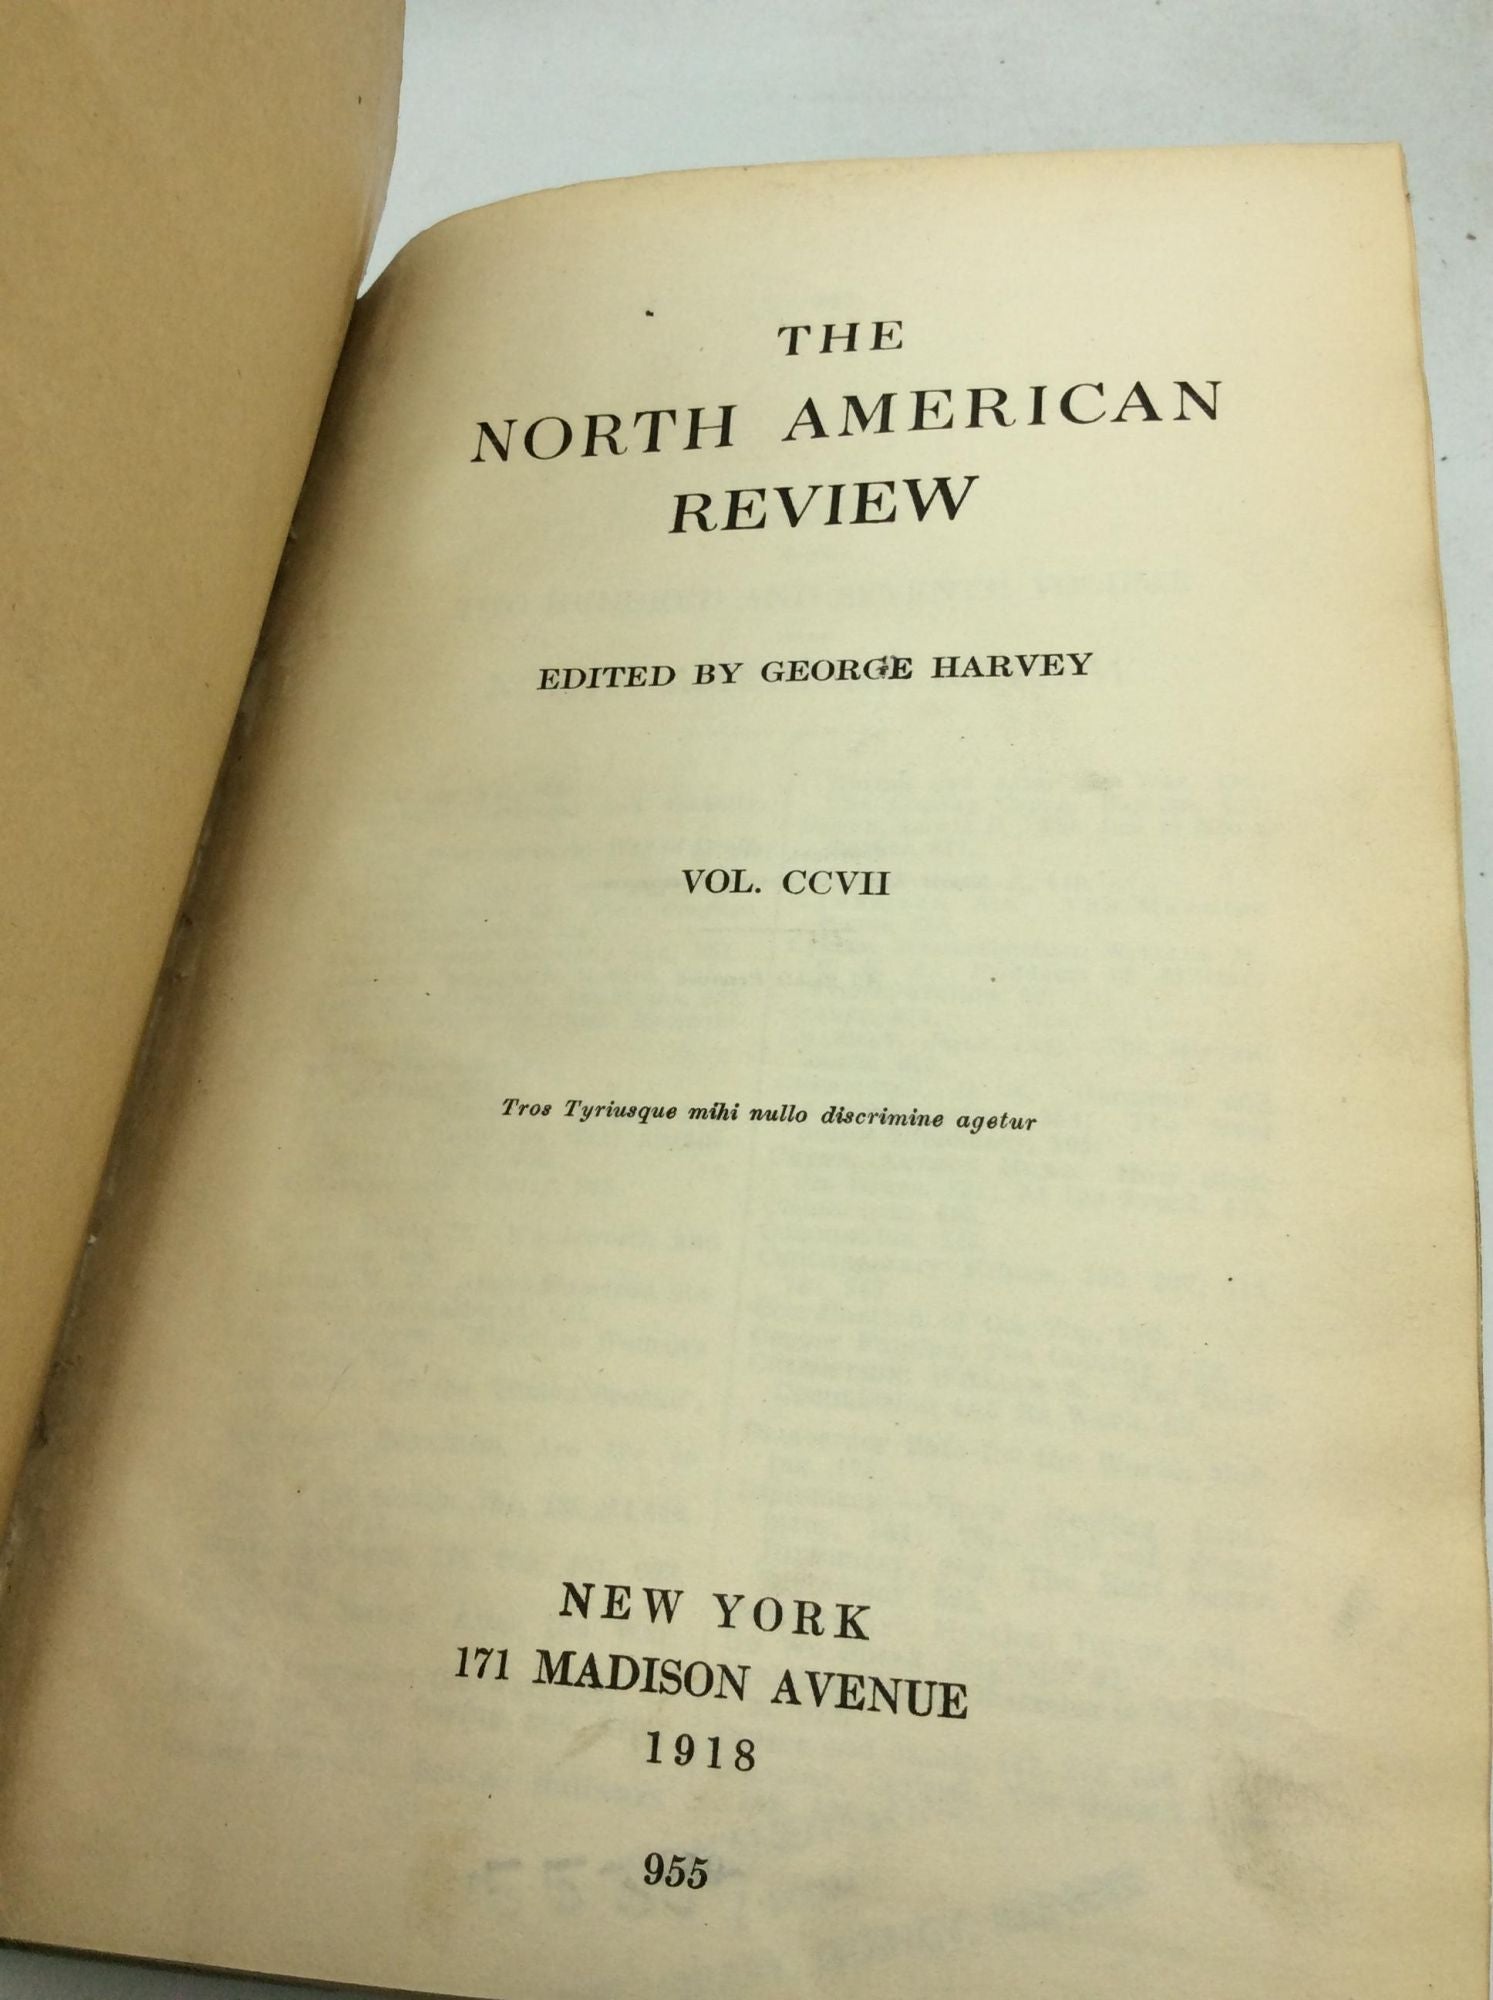 THE
NORTH AMERICAN
REVIEW
EDITED BY GEORGE HARVEY
VOL. CCVII
Tros Tyriusque mihi nullo discrimine agetur
NEW YORK
171 MADISON AVENUE
1918
955